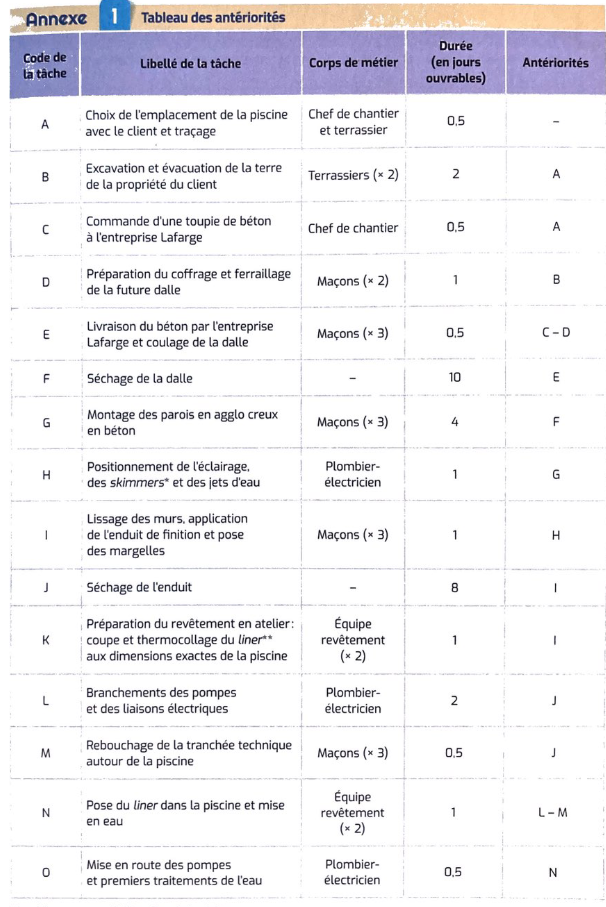 Annexe 1 Tableau des antériorités
Code de la tâche | Libellé de la tâche | Corps de métier | Durée (en jours ouvrables) | Antériorités
A | Choix de l'emplacement de la piscine avec le client et traçage | Chef de chantier et terrassier | 0,5 | –
B | Excavation et évacuation de la terre de la propriété du client | Terrassiers (× 2) | 2 | A
C | Commande d'une toupie de béton à l'entreprise Lafarge | Chef de chantier | 0,5 | A
D | Préparation du coffrage et ferraillage de la future dalle | Maçons (× 2) | 1 | B
E | Livraison du béton par l'entreprise Lafarge et coulage de la dalle | Maçons (× 3) | 0,5 | C – D
F | Séchage de la dalle | – | 10 | E
G | Montage des parois en agglo creux en béton | Maçons (× 3) | 4 | F
H | Positionnement de l'éclairage, des skimmers* et des jets d'eau | Plombier-électricien | 1 | G
I | Lissage des murs, application de l'enduit de finition et pose des margelles | Maçons (× 3) | 1 | H
J | Séchage de l'enduit | – | 8 | I
K | Préparation du revêtement en atelier : coupe et thermocollage du liner** aux dimensions exactes de la piscine | Équipe revêtement (× 2) | 1 | I
L | Branchements des pompes et des liaisons électriques | Plombier-électricien | 2 | J
M | Rebouchage de la tranchée technique autour de la piscine | Maçons (× 3) | 0,5 | J
N | Pose du liner dans la piscine et mise en eau | Équipe revêtement (× 2) | 1 | L – M
O | Mise en route des pompes et premiers traitements de l'eau | Plombier-électricien | 0,5 | N